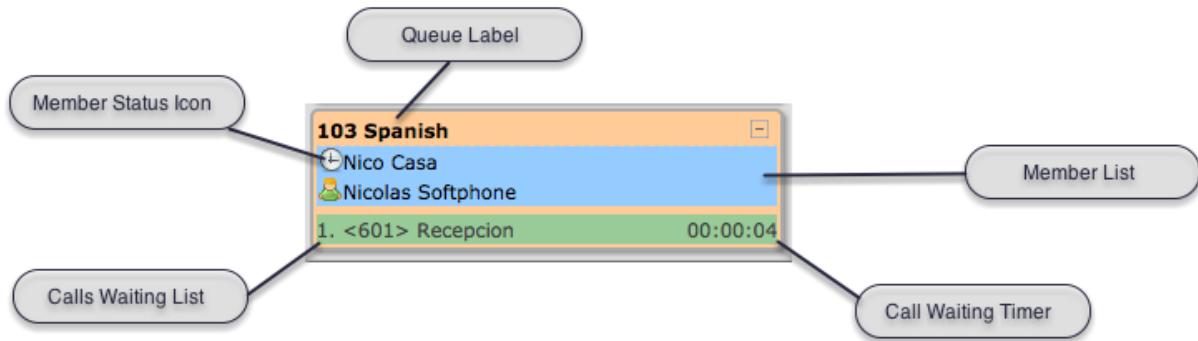 Queue Label
Member Status Icon
103 Spanish
Nico Casa
Member List
Nicolas Softphone
1. <601> Recepcion 00:00:04
Calls Waiting List
Call Waiting Timer